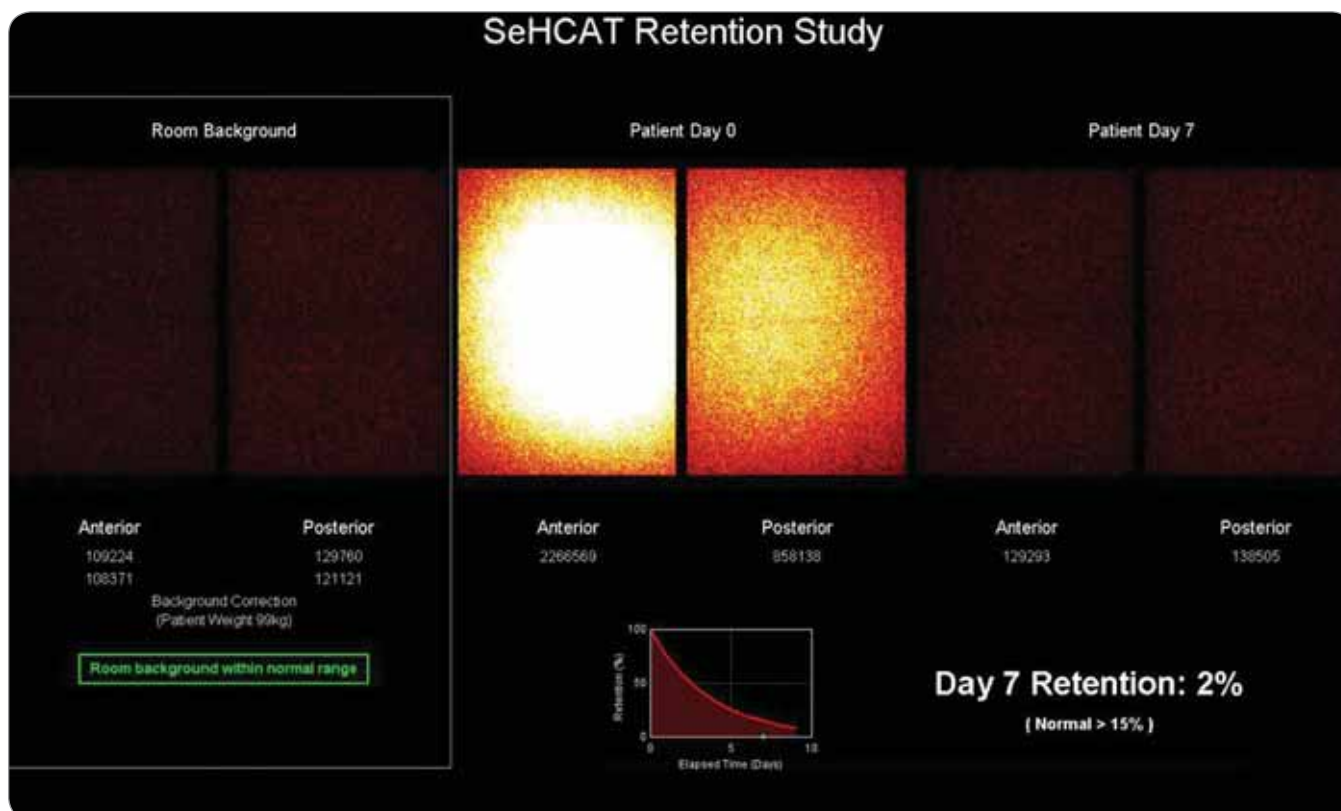 SeHCAT Retention Study
Room Background
Patient Day 0
Patient Day 7
Anterior
Posterior
109224
129760
108371
121121
Background Correction
(Patient Weight 99kg)
Room background within normal range
Anterior
Posterior
2266569
858138
Anterior
Posterior
129293
138505
Retention (%)
100
50
0
0
5
10
Elapsed Time (Days)
Day 7 Retention: 2%
( Normal > 15% )